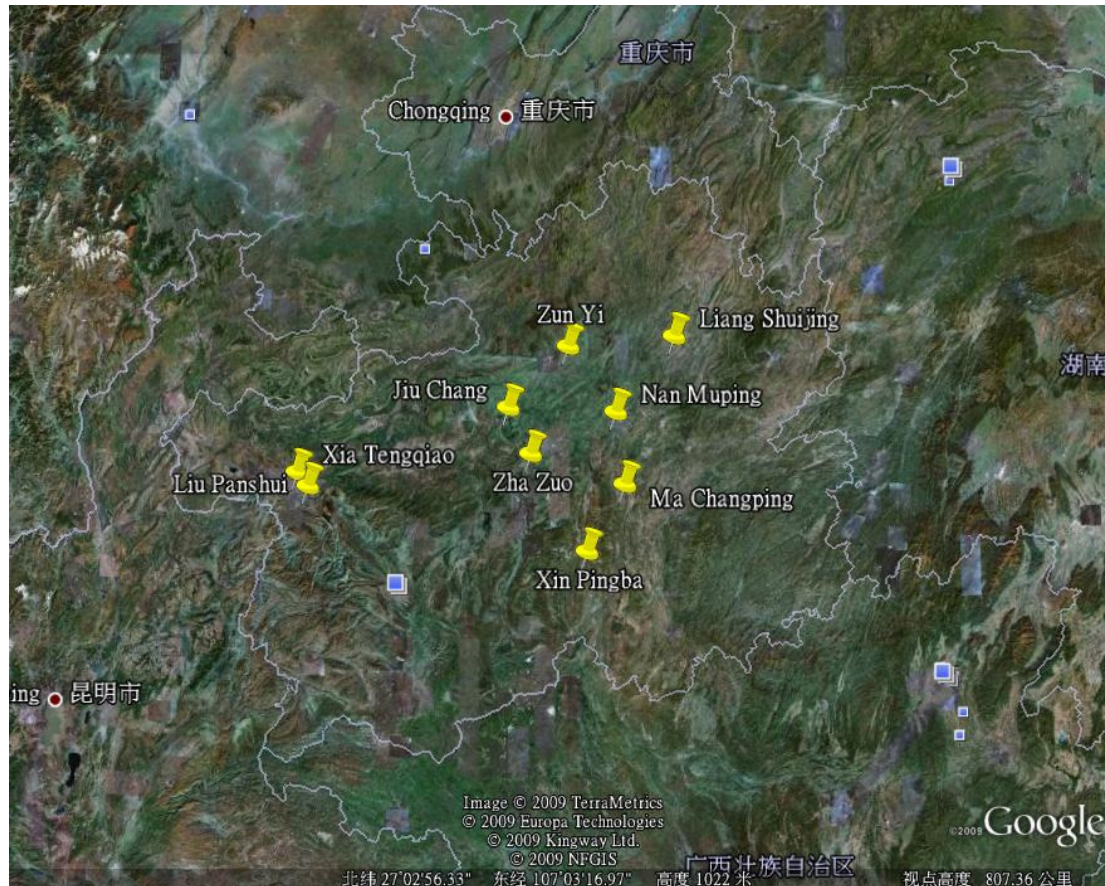 重庆市
Chongqing 重庆市
Zun Yi
Liang Shuijing
湖南
Jiu Chang
Nan Muping
Xia Tengqiao
Liu Panshui
Zha Zuo
Ma Changping
Xin Pingba
ing 昆明市
Image © 2009 TerraMetrics
© 2009 Europa Technologies
© 2009 Kingway Ltd.
© 2009 NFGIS
©2009 Google
广西壮族自治区
北纬 27°02'56.33" 东经 107°03'16.97" 高度 1022 米 视点高度 807.36 公里